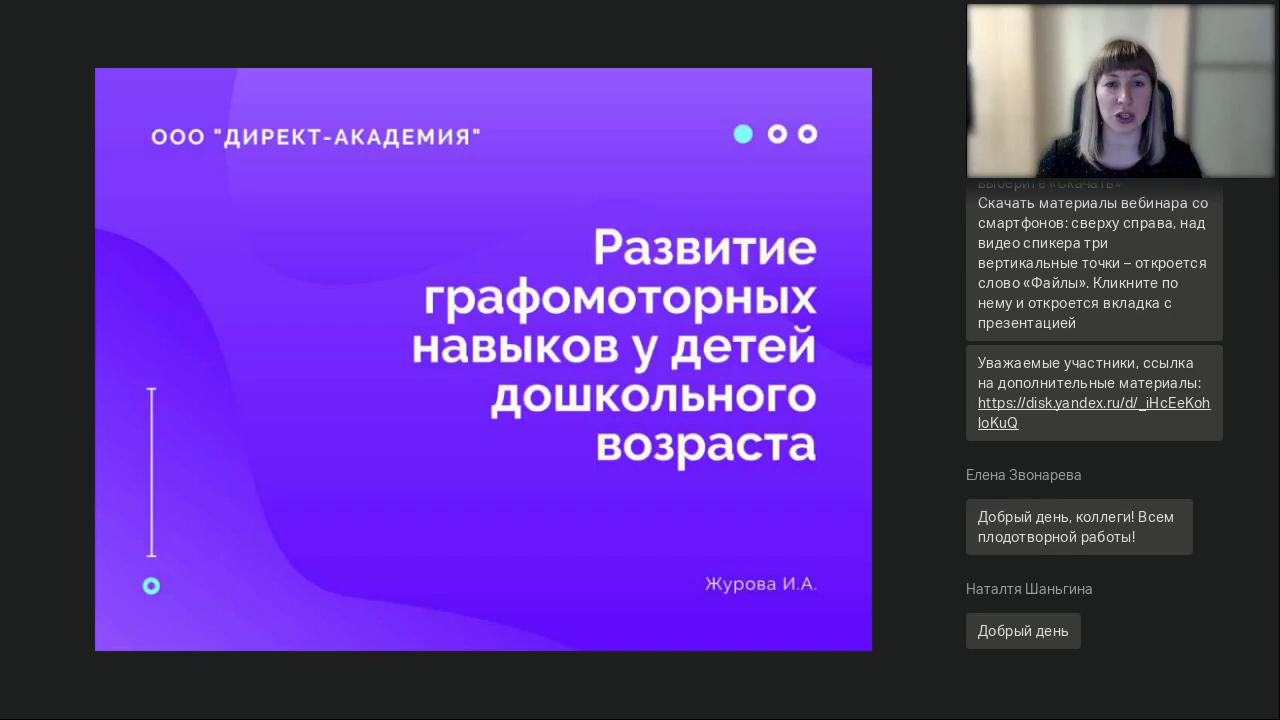 ООО "ДИРЕКТ-АКАДЕМИЯ"
Развитие
графомоторных
навыков у детей
дошкольного
возраста
Журова И.А.
выберите «Скачать»
Скачать материалы вебинара со
смартфонов: сверху справа, над
видео спикера три
вертикальные точки – откроется
слово «Файлы». Кликните по
нему и откроется вкладка с
презентацией
Уважаемые участники, ссылка
на дополнительные материалы:
https://disk.yandex.ru/d/_iHcEeKoh
loKuQ
Елена Звонарева
Добрый день, коллеги! Всем
плодотворной работы!
Наталтя Шаньгина
Добрый день